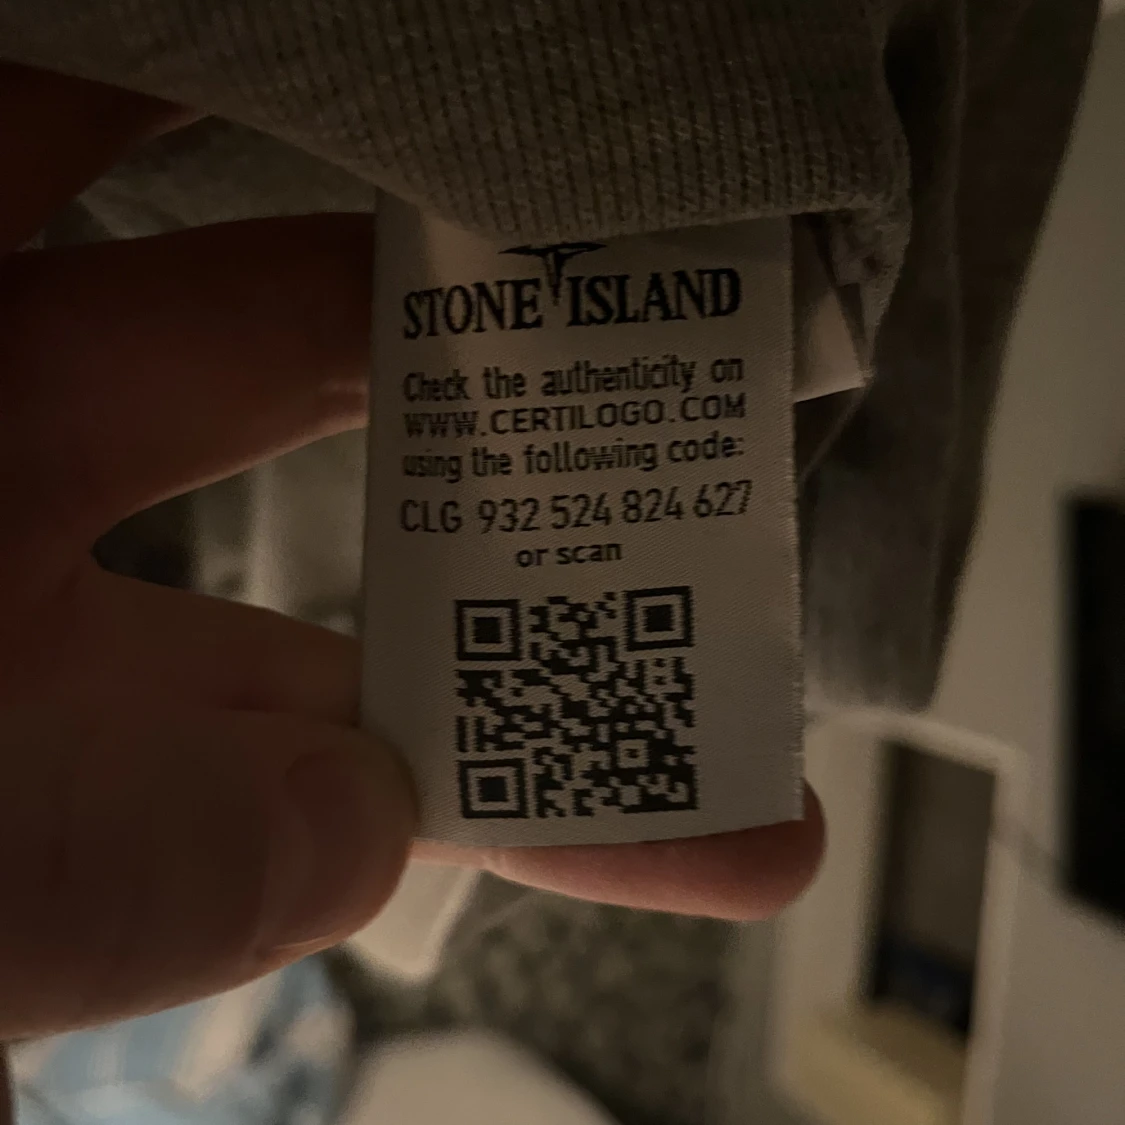 STONE ISLAND
Check the authenticity on
WWW.CERTILOGO.COM
using the following code:
CLG 932 524 824 627
or scan